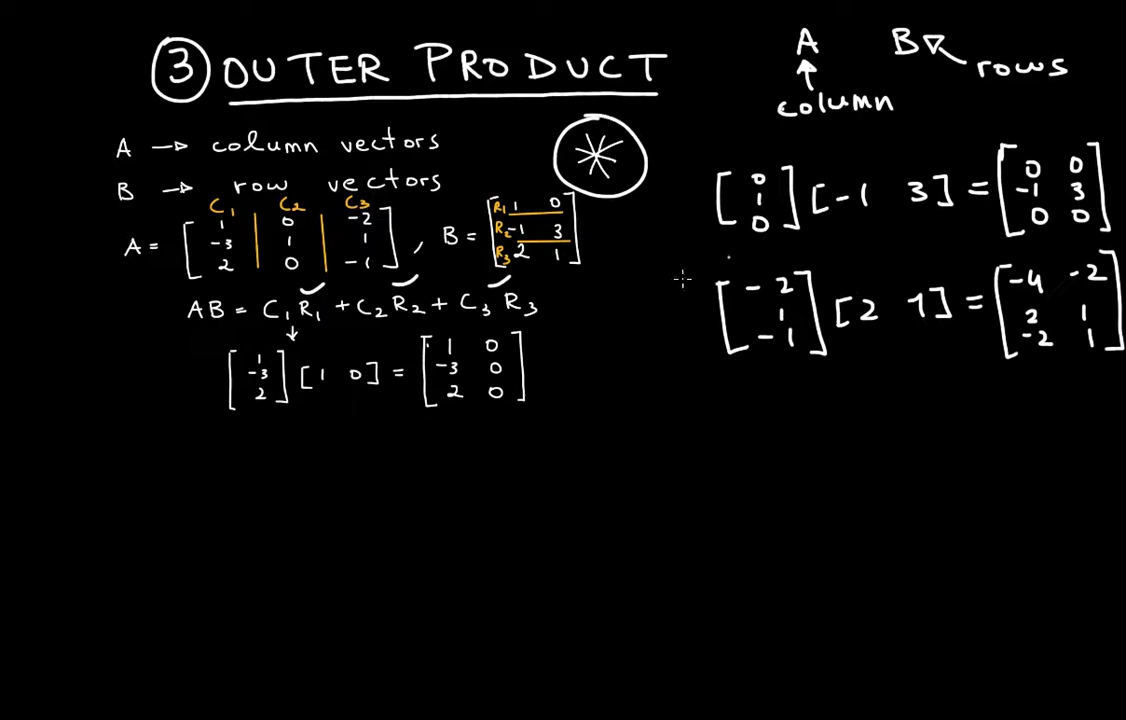 ③ OUTER PRODUCT
A → column vectors
B → row vectors
C1 C2 C3
A = [1 0 -2
-3 1 1
2 0 -1] , B = [R1 1 0
R2 -1 3
R3 2 1]
AB = C1R1 + C2R2 + C3R3
[1
-3
2] [1 0] = [1 0
-3 0
2 0]
A B
column rows
[0
1
0] [-1 3] = [0 0
-1 3
0 0]
[-2
1
-1] [2 1] = [-4 -2
2 1
-2 1]